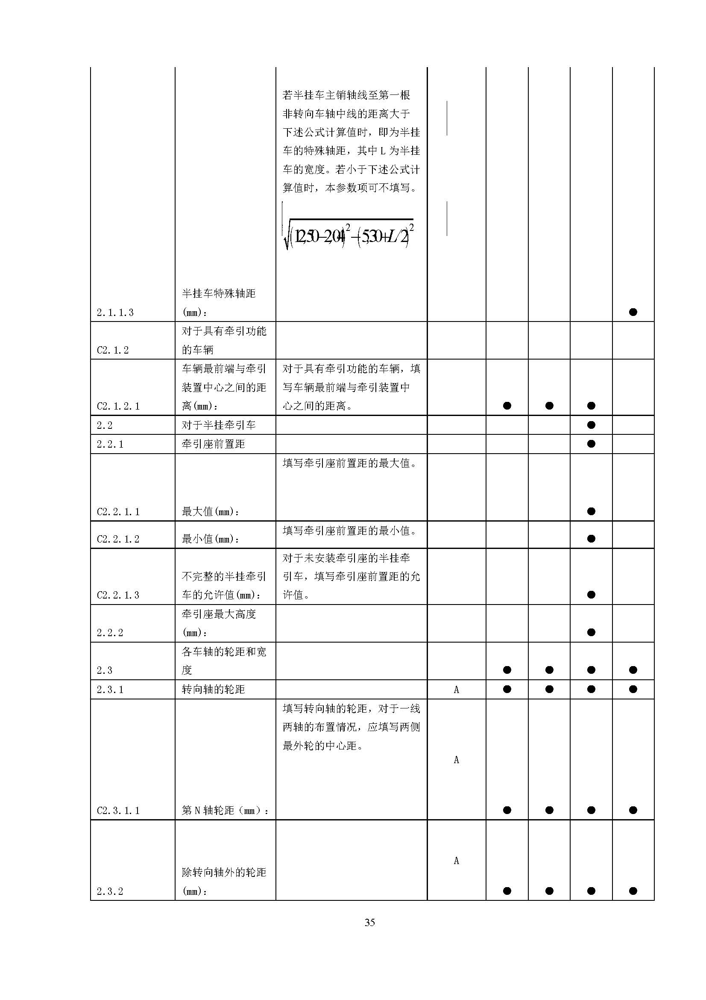 若半挂车主销轴线至第一根
非转向车轴中线的距离大于
下述公式计算值时，即为半挂
车的特殊轴距，其中 L 为半挂
车的宽度。若小于下述公式计
算值时，本参数项可不填写。
√(12,50-2,04)²-(5,30+L/2)²
半挂车特殊轴距
2.1.1.3 (mm)： ●
对于具有牵引功能
C2.1.2 的车辆
车辆最前端与牵引 对于具有牵引功能的车辆，填
装置中心之间的距 写车辆最前端与牵引装置中
C2.1.2.1 离(mm)： 心之间的距离。 ● ● ●
2.2 对于半挂牵引车 ●
2.2.1 牵引座前置距 ●
填写牵引座前置距的最大值。
C2.2.1.1 最大值(mm)： ●
填写牵引座前置距的最小值。
C2.2.1.2 最小值(mm)： ●
对于未安装牵引座的半挂牵
不完整的半挂牵引 引车，填写牵引座前置距的允
C2.2.1.3 车的允许值(mm)： 许值。 ●
牵引座最大高度
2.2.2 (mm)： ●
各车轴的轮距和宽
2.3 度 ● ● ● ●
2.3.1 转向轴的轮距 A ● ● ● ●
填写转向轴的轮距，对于一线
两轴的布置情况，应填写两侧
最外轮的中心距。
A
C2.3.1.1 第 N 轴轮距（mm）： ● ● ● ●
A
除转向轴外的轮距
2.3.2 (mm)： ● ● ● ●
35